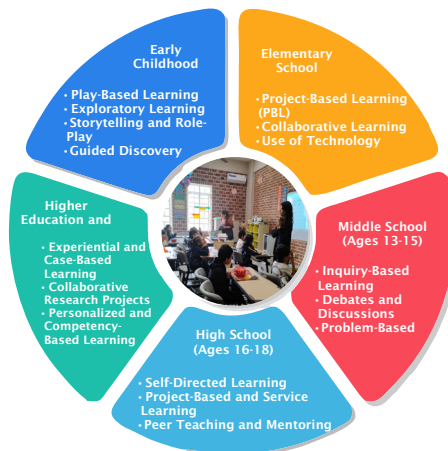 Early
Childhood
• Play-Based Learning
• Exploratory Learning
• Storytelling and Role-
Play
• Guided Discovery
Elementary
School
• Project-Based Learning
(PBL)
• Collaborative Learning
• Use of Technology
Middle School
(Ages 13-15)
• Inquiry-Based
Learning
• Debates and
Discussions
• Problem-Based
High School
(Ages 16-18)
• Self-Directed Learning
• Project-Based and Service
Learning
• Peer Teaching and Mentoring
Higher
Education and
• Experiential and
Case-Based
Learning
• Collaborative
Research Projects
• Personalized and
Competency-
Based Learning